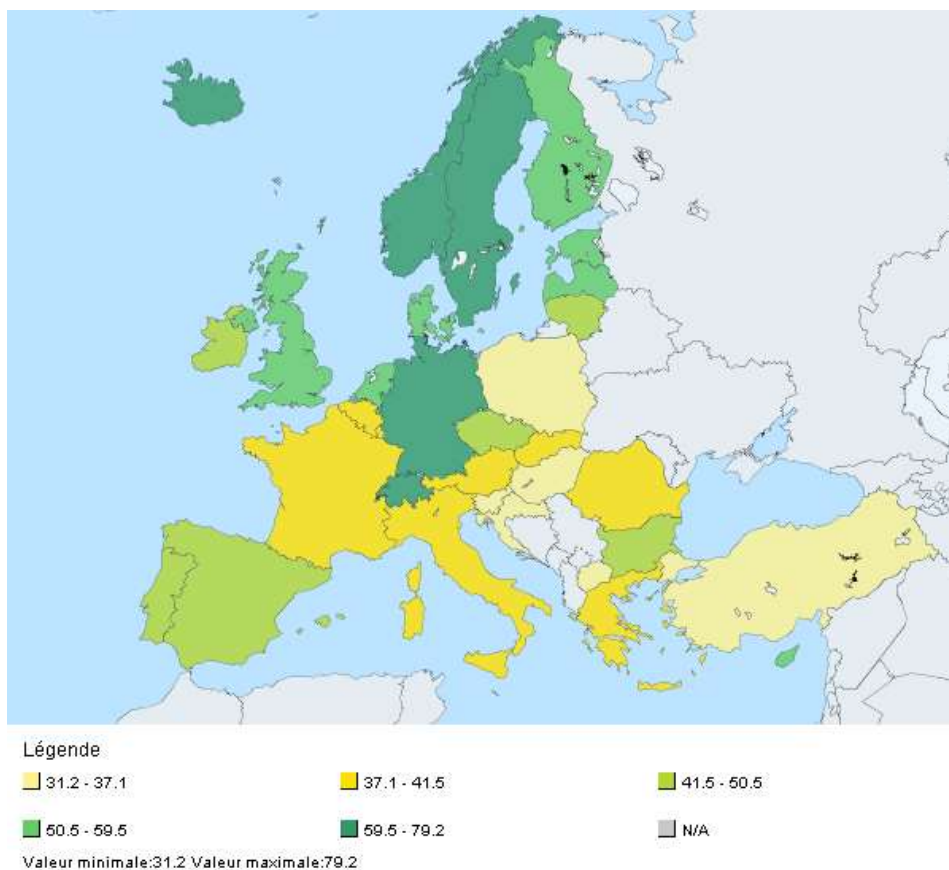 Légende
31.2 - 37.1 37.1 - 41.5 41.5 - 50.5
50.5 - 59.5 59.5 - 79.2 N/A
Valeur minimale:31.2 Valeur maximale:79.2